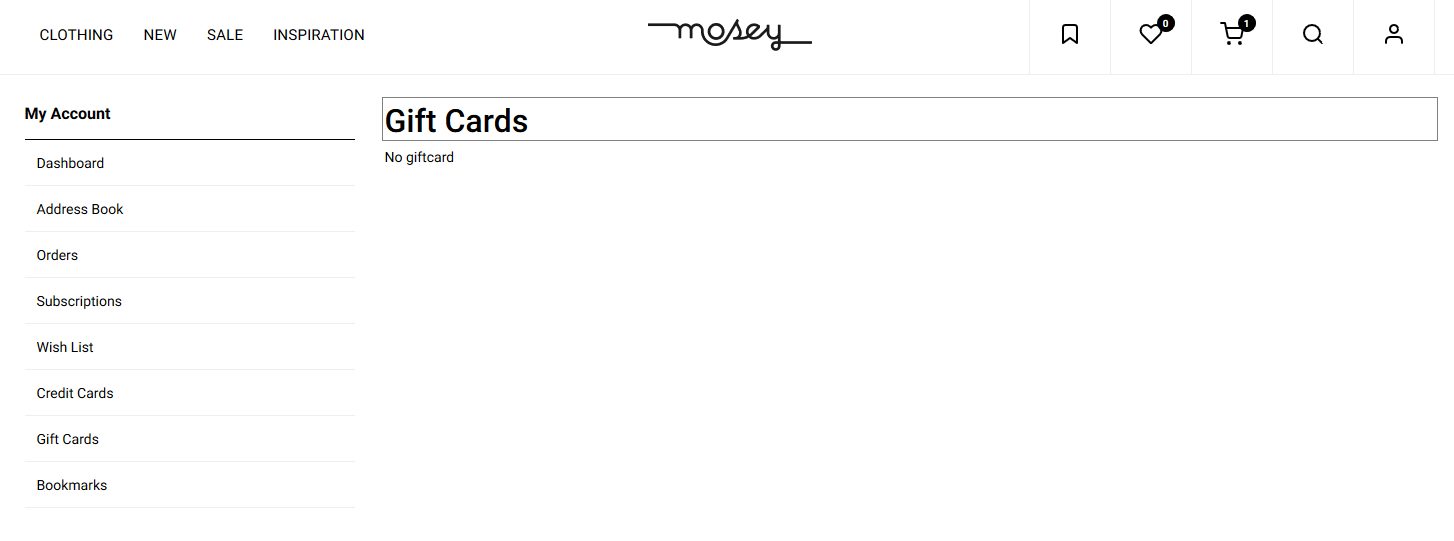 CLOTHING NEW SALE INSPIRATION mosey 0 1
My Account
Dashboard
Address Book
Orders
Subscriptions
Wish List
Credit Cards
Gift Cards
Bookmarks
Gift Cards
No giftcard